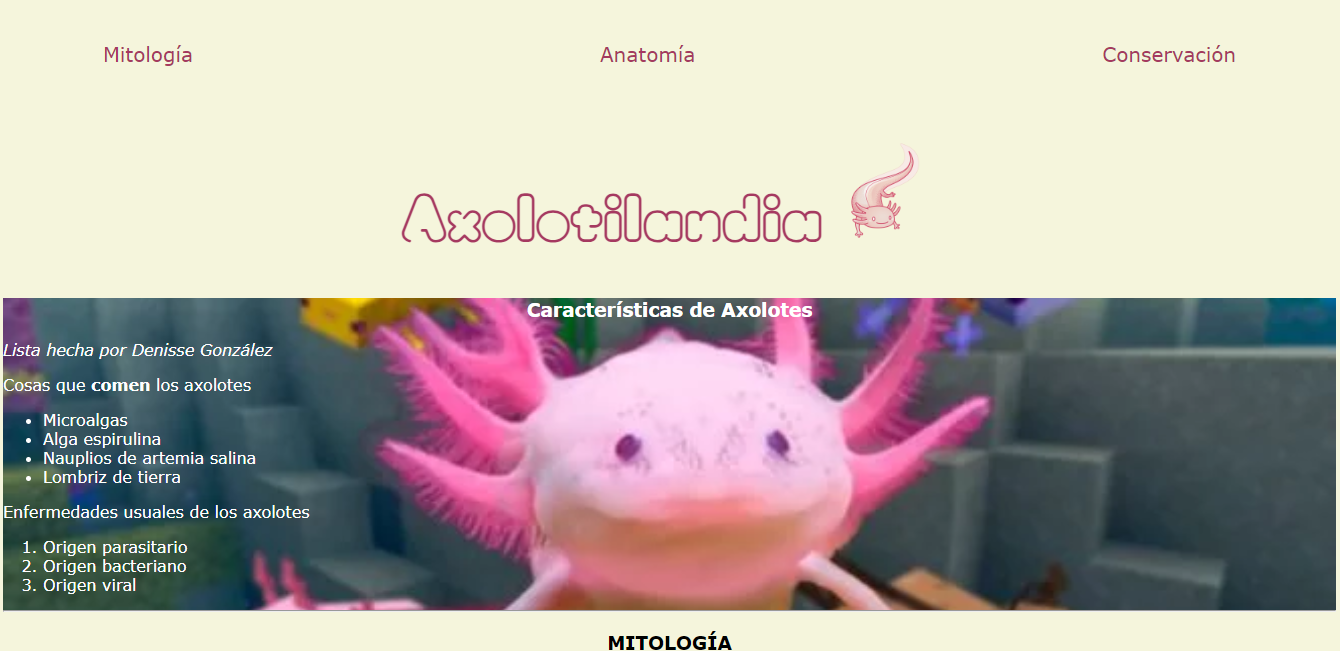 Mitología
Anatomía
Conservación
Axolotilandia
Características de Axolotes
Lista hecha por Denisse González
Cosas que comen los axolotes
Microalgas
Alga espirulina
Nauplios de artemia salina
Lombriz de tierra
Enfermedades usuales de los axolotes
1. Origen parasitario
2. Origen bacteriano
3. Origen viral
MITOLOGÍA